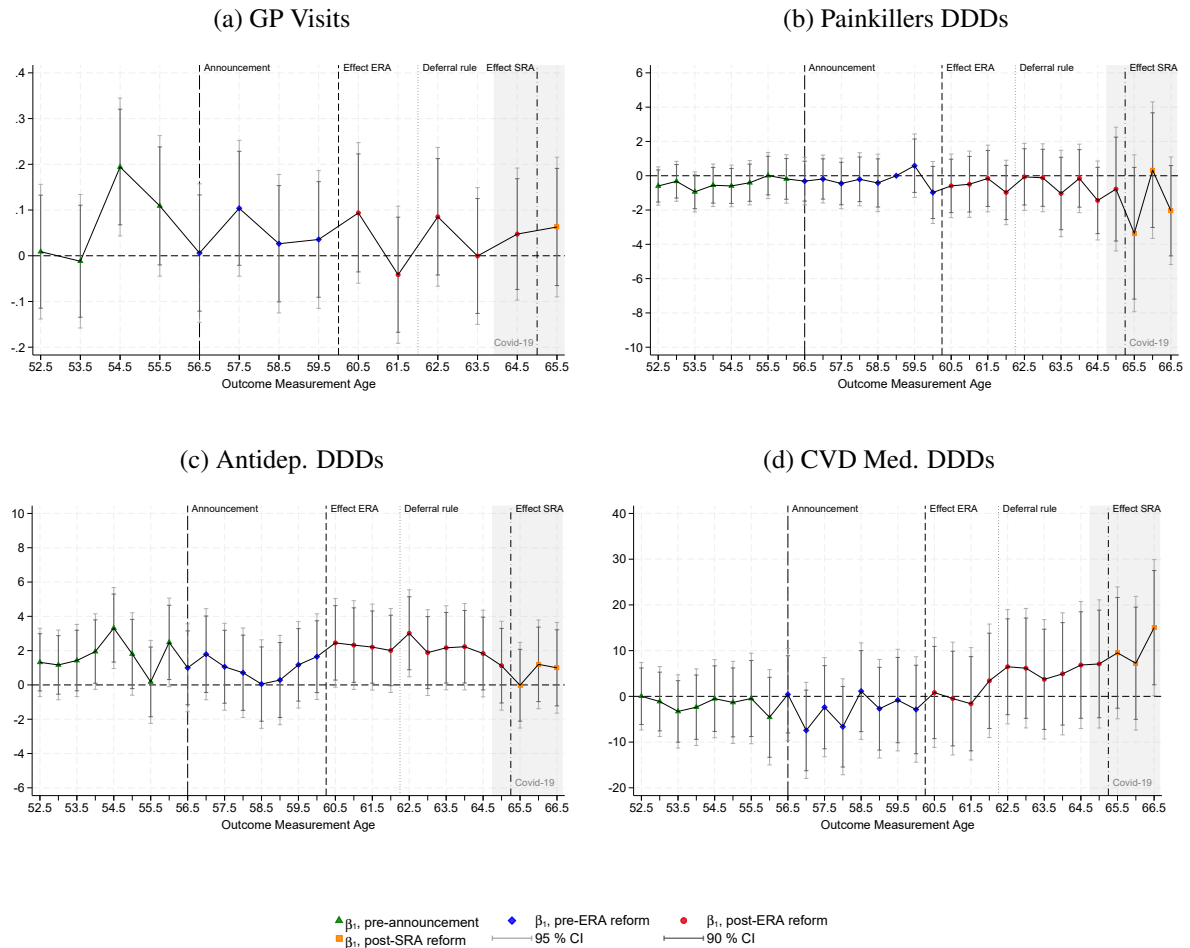 (a) GP Visits
Announcement
Effect ERA
Deferral rule
Effect SRA
.4
.3
.2
.1
0
-.1
-.2
Covid-19
52.5 53.5 54.5 55.5 56.5 57.5 58.5 59.5 60.5 61.5 62.5 63.5 64.5 65.5
Outcome Measurement Age
(b) Painkillers DDDs
Announcement
Effect ERA
Deferral rule
Effect SRA
6
4
2
0
-2
-4
-6
-8
-10
Covid-19
52.5 53.5 54.5 55.5 56.5 57.5 58.5 59.5 60.5 61.5 62.5 63.5 64.5 65.5 66.5
Outcome Measurement Age
(c) Antidep. DDDs
Announcement
Effect ERA
Deferral rule
Effect SRA
10
8
6
4
2
0
-2
-4
-6
Covid-19
52.5 53.5 54.5 55.5 56.5 57.5 58.5 59.5 60.5 61.5 62.5 63.5 64.5 65.5 66.5
Outcome Measurement Age
(d) CVD Med. DDDs
Announcement
Effect ERA
Deferral rule
Effect SRA
40
30
20
10
0
-10
-20
Covid-19
52.5 53.5 54.5 55.5 56.5 57.5 58.5 59.5 60.5 61.5 62.5 63.5 64.5 65.5 66.5
Outcome Measurement Age
β₁, pre-announcement
β₁, pre-ERA reform
β₁, post-ERA reform
β₁, post-SRA reform
95 % CI
90 % CI